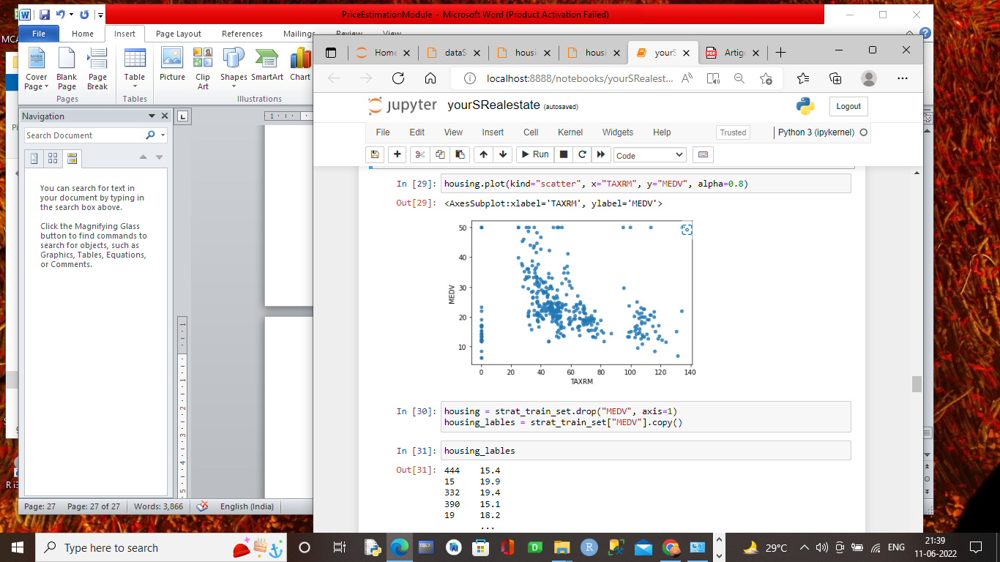 PriceEstimationModule - Microsoft Word (Product Activation Failed)
File Home Insert Page Layout References Mailings Review View
Cover Page Blank Page Page Break Table Picture Clip Art Shapes SmartArt Chart
Pages Tables Illustrations
Navigation
Search Document
You can search for text in
your document by typing in
the search box above.
Click the Magnifying Glass
button to find commands to
search for objects, such as
Graphics, Tables, Equations,
or Comments.
Page: 27 Page: 27 of 27 Words: 3,866 English (India)
Home dataS housi housi yourS Artig
localhost:8888/notebooks/yourSRealest...
jupyter yourSRealestate (autosaved)
Logout
File Edit View Insert Cell Kernel Widgets Help
Trusted Python 3 (ipykernel)
Run Code
In [29]: housing.plot(kind="scatter", x="TAXRM", y="MEDV", alpha=0.8)
Out[29]: <AxesSubplot:xlabel='TAXRM', ylabel='MEDV'>
50
40
30
20
10
MEDV
0 20 40 60 80 100 120 140
TAXRM
In [30]: housing = strat_train_set.drop("MEDV", axis=1)
housing_lables = strat_train_set["MEDV"].copy()
In [31]: housing_lables
Out[31]: 444 15.4
15 19.9
332 19.4
390 15.1
19 18.2
...
Type here to search
29°C ENG 21:39
11-06-2022